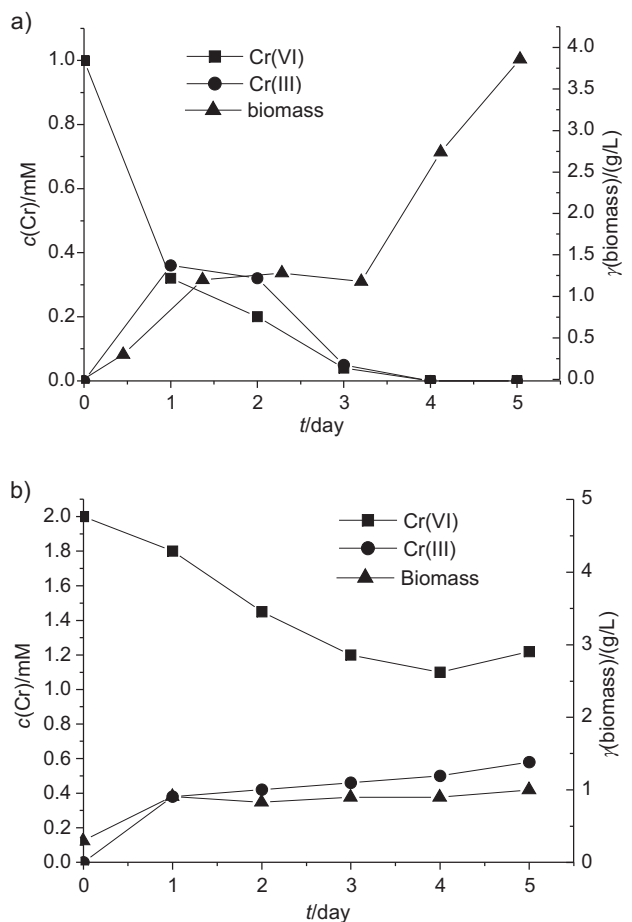 a)
Cr(VI)
Cr(III)
biomass
1.0
0.8
0.6
0.4
0.2
0.0
c(Cr)/mM
4.0
3.5
3.0
2.5
2.0
1.5
1.0
0.5
0.0
γ(biomass)/(g/L)
0 1 2 3 4 5
t/day
b)
Cr(VI)
Cr(III)
Biomass
2.0
1.8
1.6
1.4
1.2
1.0
0.8
0.6
0.4
0.2
0.0
c(Cr)/mM
5
4
3
2
1
0
γ(biomass)/(g/L)
0 1 2 3 4 5
t/day